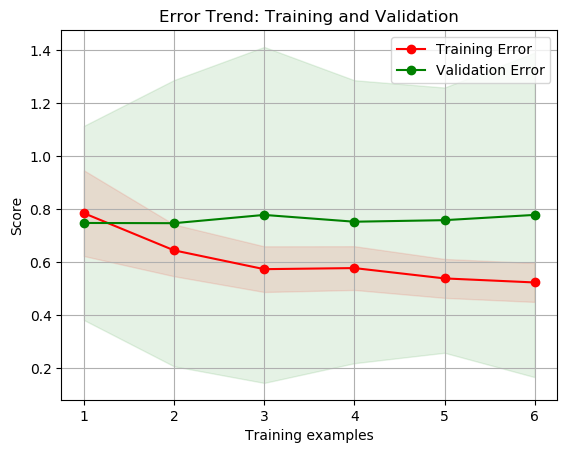 Error Trend: Training and Validation
Training Error
Validation Error
Score
1.4
1.2
1.0
0.8
0.6
0.4
0.2
1 2 3 4 5 6
Training examples